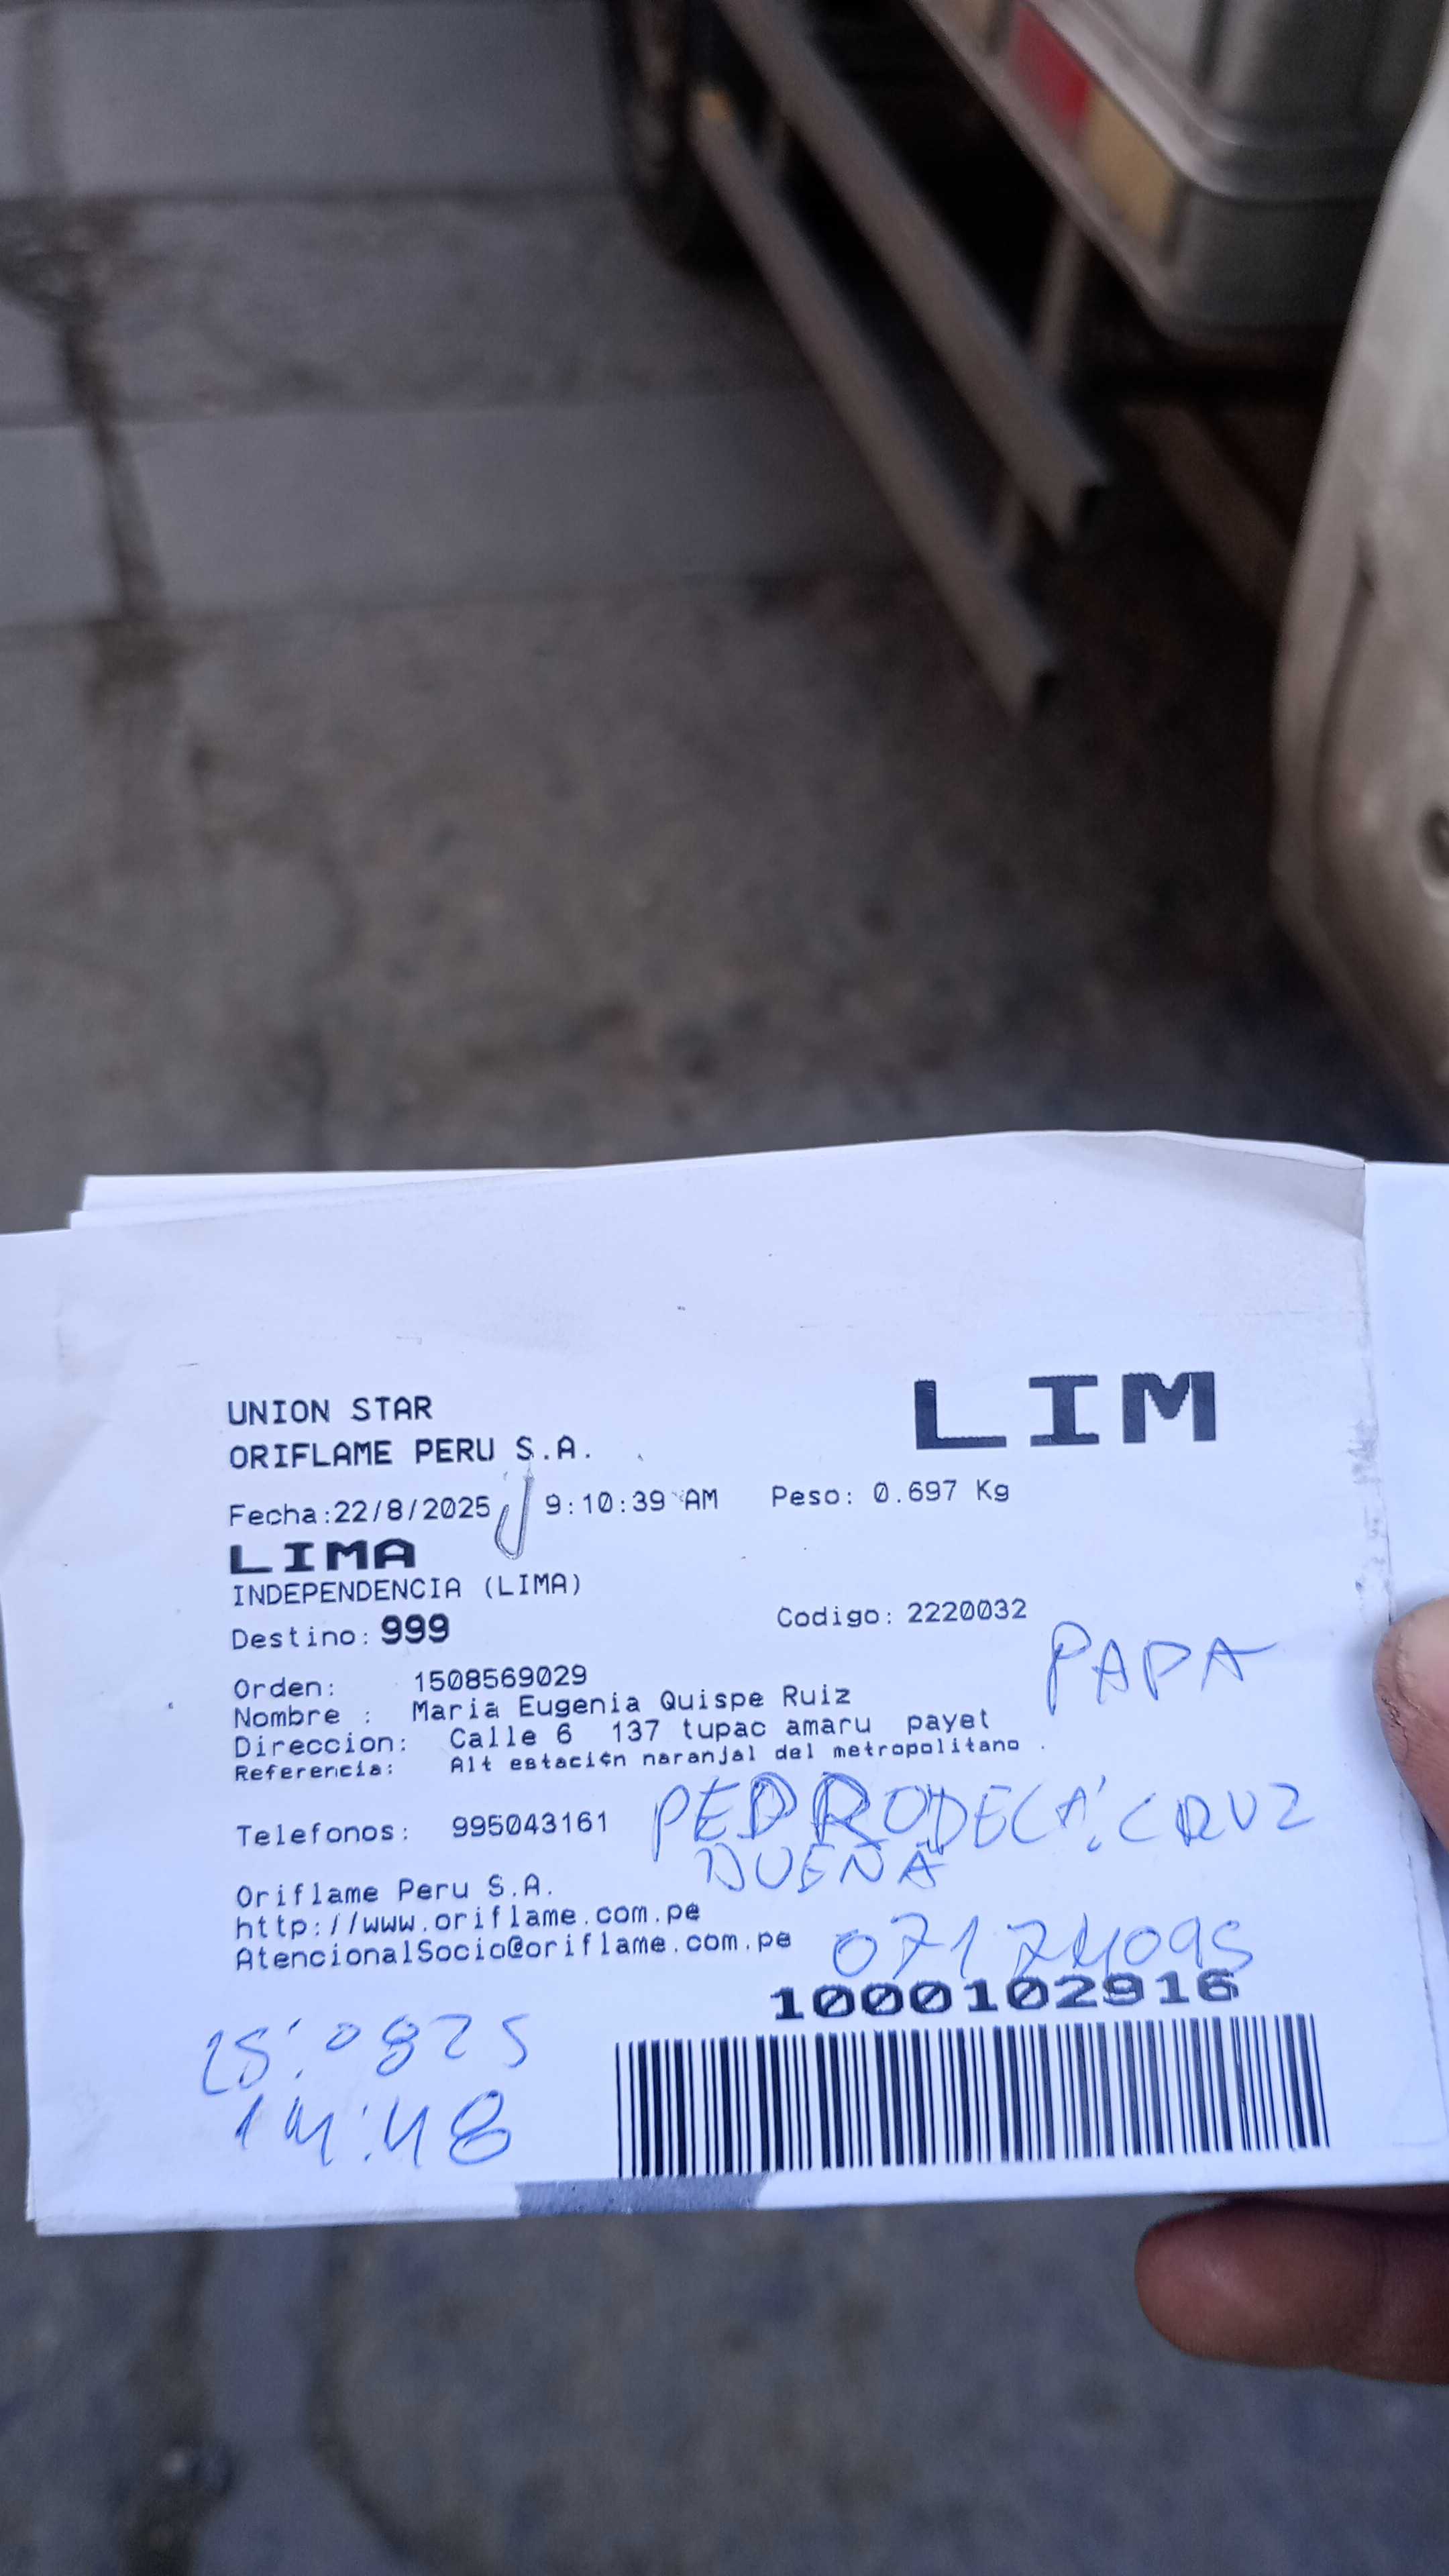 UNION STAR
LIM
ORIFLAME PERU S.A.
Fecha:22/8/2025 9:10:39 AM Peso: 0.697 Kg
LIMA
INDEPENDENCIA (LIMA)
Destino: 999 Codigo: 2220032
PAPA
Orden: 1508569029
Nombre : Maria Eugenia Quispe Ruiz
Direccion: Calle 6 137 tupac amaru payet
Referencia: Alt estaci¢n naranjal del metropolitano .
Telefonos: 995043161
PEDRO DE CA: CRUZ
DUEÑA
Oriflame Peru S.A.
http://www.oriflame.com.pe
AtencionalSocio@oriflame.com.pe
07174095
1000102916
25:0825
14:48